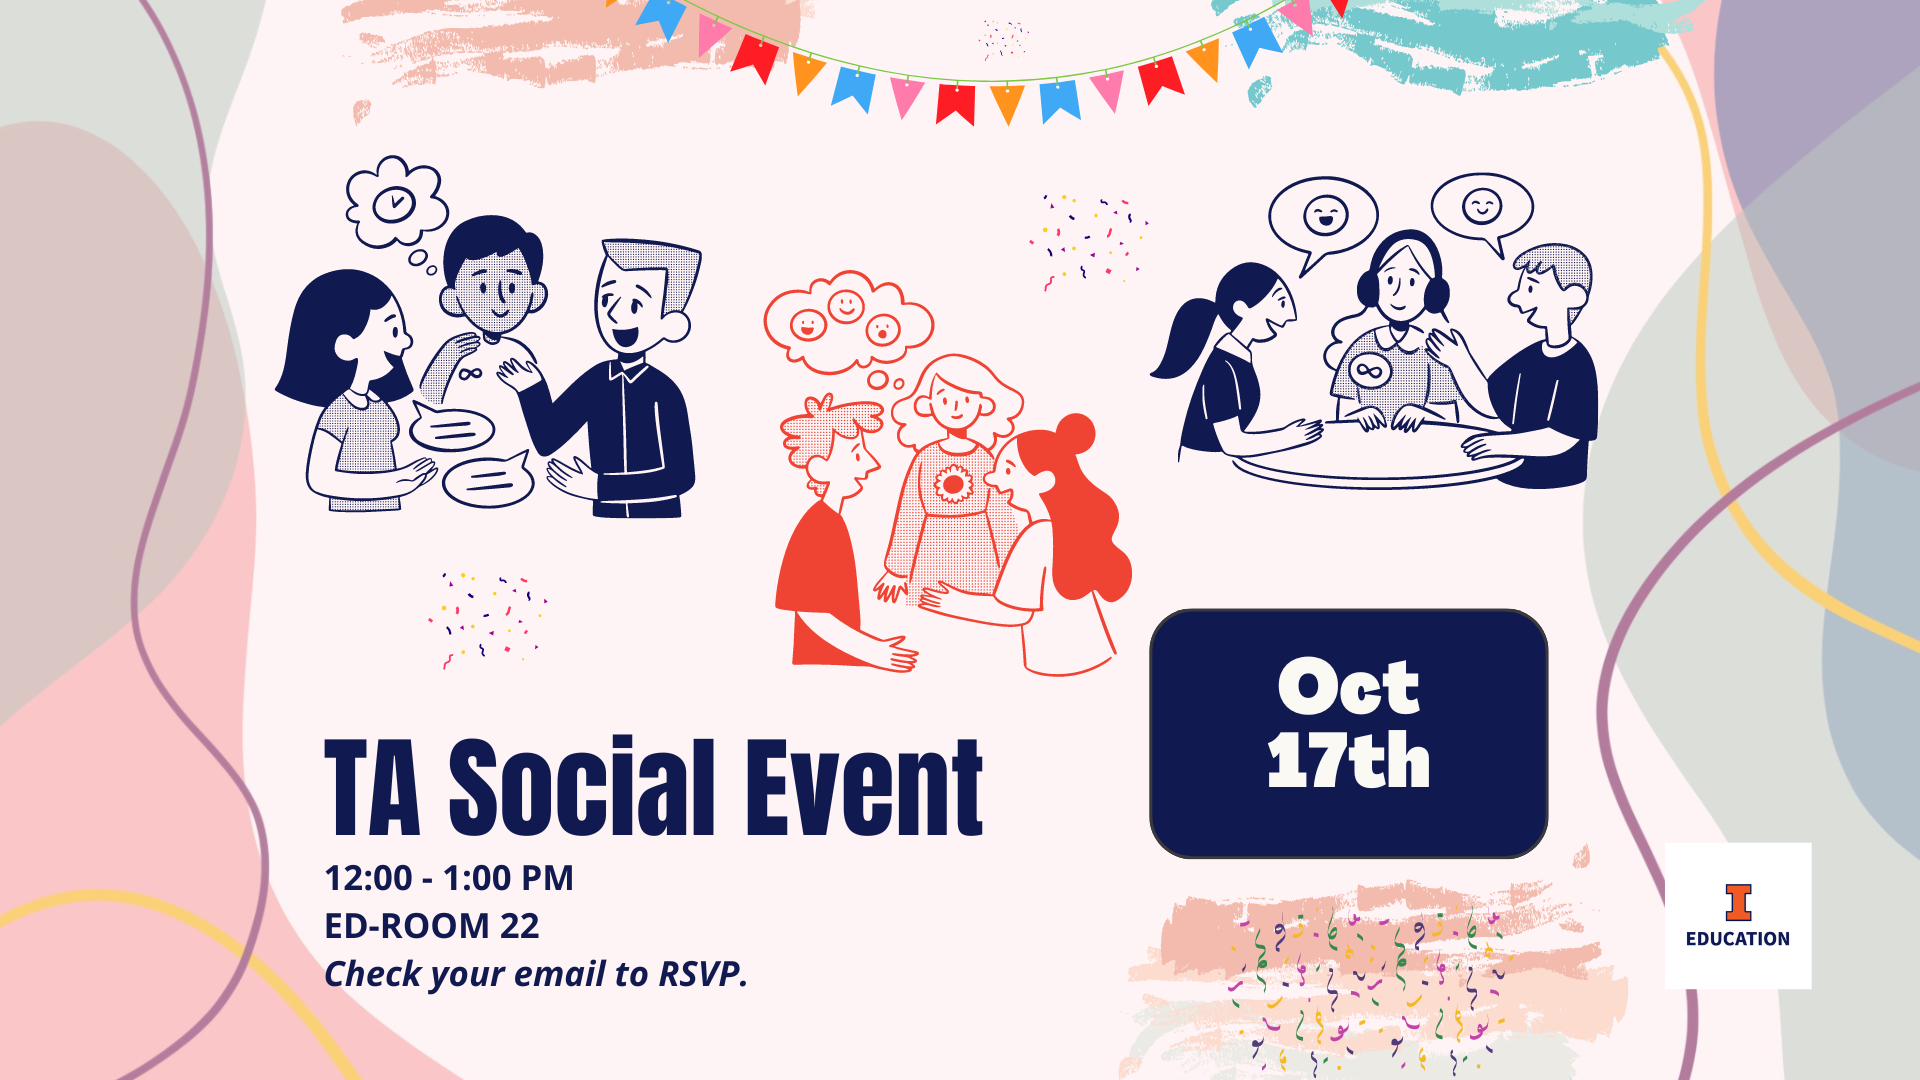 TA Social Event
12:00 - 1:00 PM
ED-ROOM 22
Check your email to RSVP.
Oct
17th
I
EDUCATION